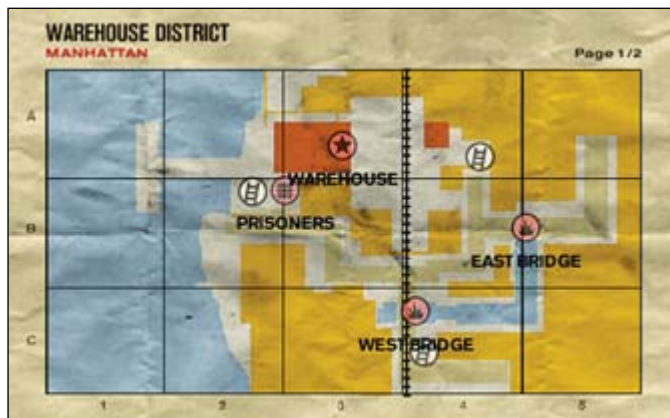 WAREHOUSE DISTRICT
MANHATTAN
Page 1/2
A
WAREHOUSE
PRISONERS
B
EAST BRIDGE
WEST BRIDGE
C
1 2 3 4 5